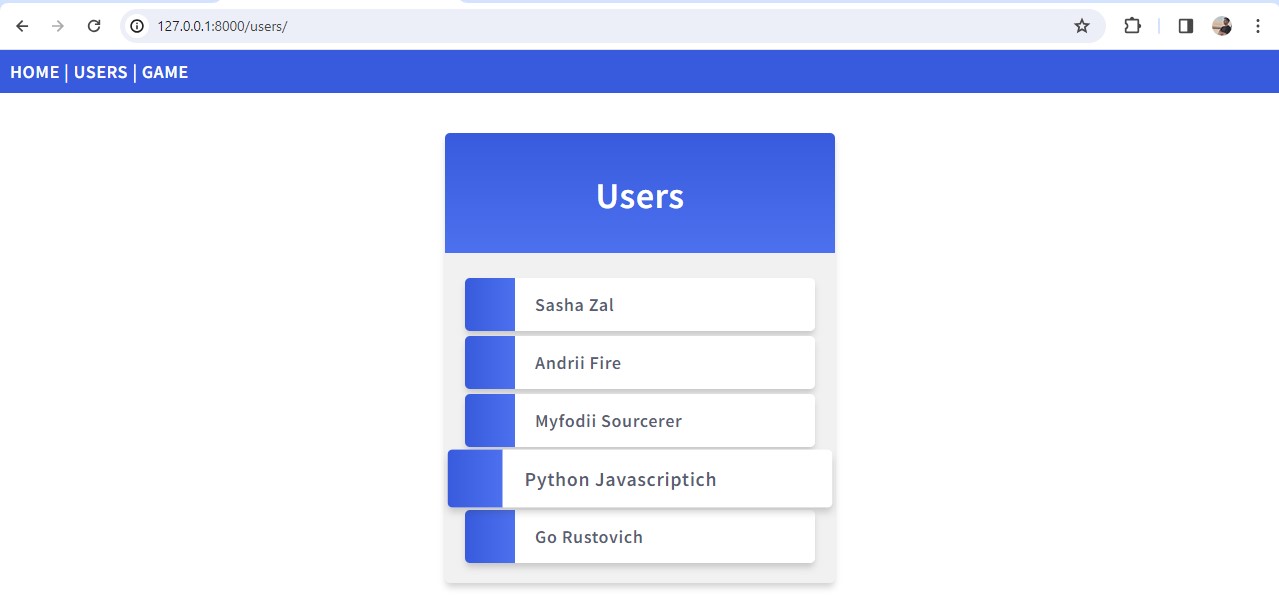 127.0.0.1:8000/users/
HOME | USERS | GAME
Users
Sasha Zal
Andrii Fire
Myfodii Sourcerer
Python Javascriptich
Go Rustovich